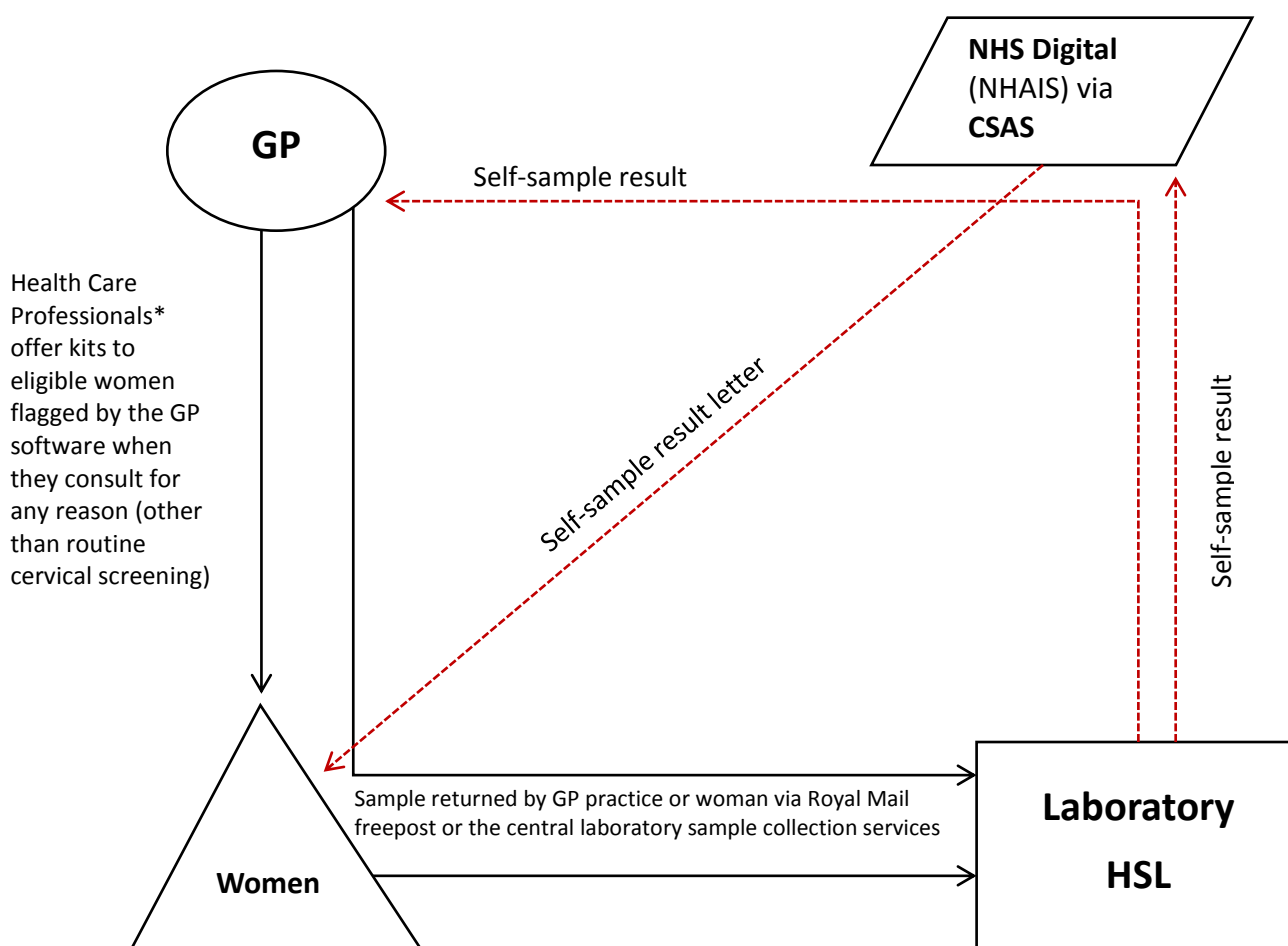 NHS Digital
(NHAIS) via
CSAS
GP
Self-sample result
Health Care
Professionals*
offer kits to
eligible women
flagged by the GP
software when
they consult for
any reason (other
than routine
cervical screening)
Self-sample result letter
Self-sample result
Sample returned by GP practice or woman via Royal Mail
freepost or the central laboratory sample collection services
Women
Laboratory
HSL